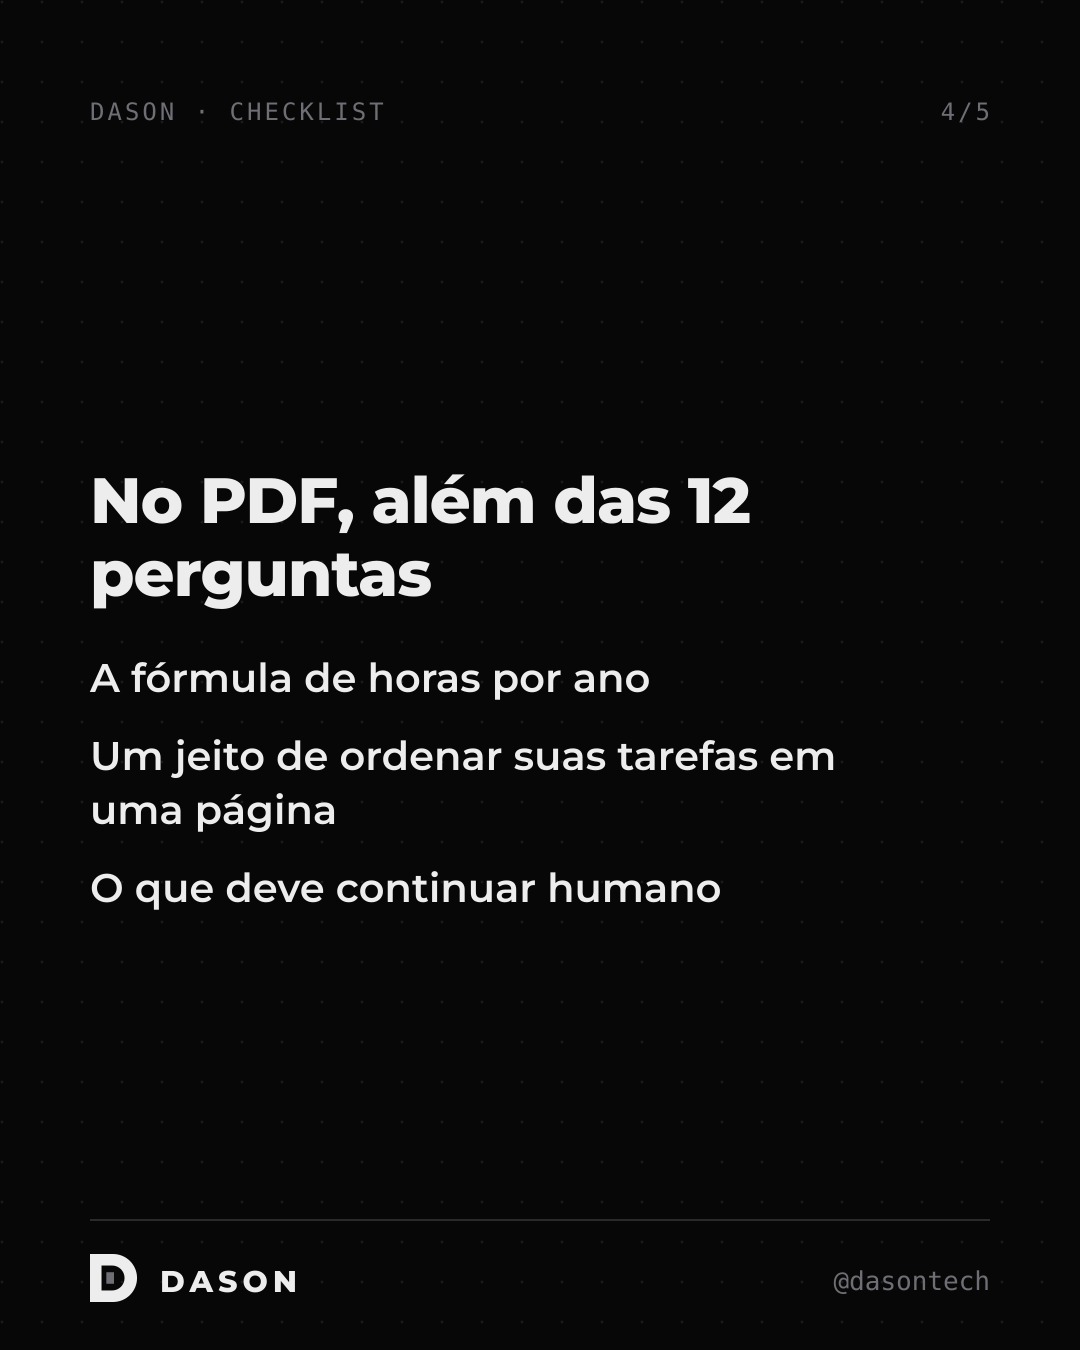 DASON · CHECKLIST
4/5
No PDF, além das 12
perguntas
A fórmula de horas por ano
Um jeito de ordenar suas tarefas em
uma página
O que deve continuar humano
DASON
@dasontech